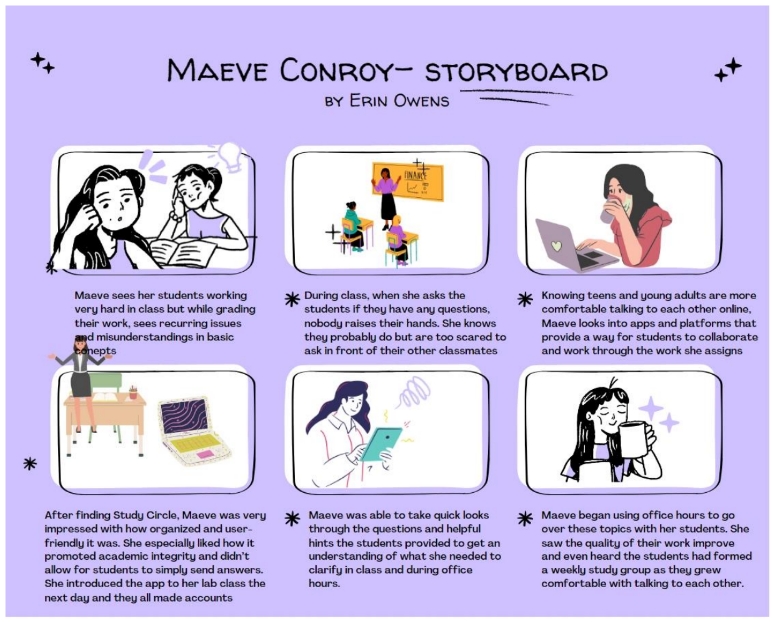 Maeve Conroy- storyboard
by Erin Owens
FINANCE
Maeve sees her students working
very hard in class but while grading
their work, sees recurring issues
and misunderstandings in basic
conepts
During class, when she asks the
students if they have any questions,
nobody raises their hands. She knows
they probably do but are too scared to
ask in front of their other classmates
Knowing teens and young adults are more
comfortable talking to each other online,
Maeve looks into apps and platforms that
provide a way for students to collaborate
and work through the work she assigns
After finding Study Circle, Maeve was very
impressed with how organized and user-
friendly it was. She especially liked how it
promoted academic integrity and didn't
allow for students to simply send answers.
She introduced the app to her lab class the
next day and they all made accounts
Maeve was able to take quick looks
through the questions and helpful
hints the students provided to get an
understanding of what she needed to
clarify in class and during office
hours.
Maeve began using office hours to go
over these topics with her students. She
saw the quality of their work improve
and even heard the students had formed
a weekly study group as they grew
comfortable with talking to each other.